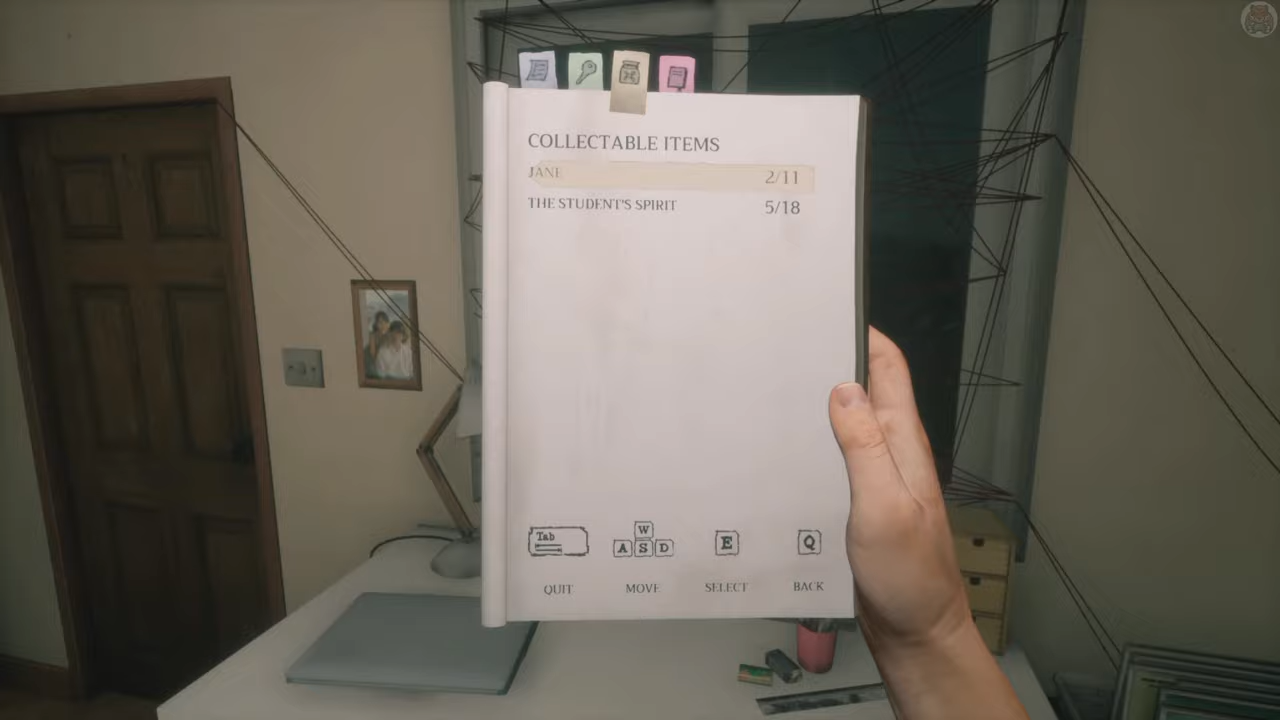 COLLECTABLE ITEMS
JANE 2/11
THE STUDENT'S SPIRIT 5/18
Tab W A S D E Q
QUIT MOVE SELECT BACK